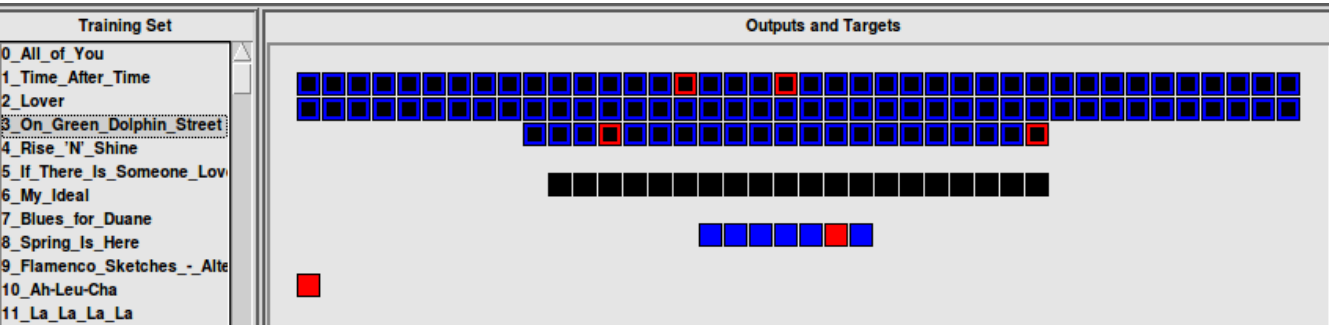 Training Set
Outputs and Targets
0_All_of_You
1_Time_After_Time
2_Lover
3_On_Green_Dolphin_Street
4_Rise_'N'_Shine
5_If_There_Is_Someone_Lov
6_My_Ideal
7_Blues_for_Duane
8_Spring_Is_Here
9_Flamenco_Sketches_-_Alte
10_Ah-Leu-Cha
11_La_La_La_La